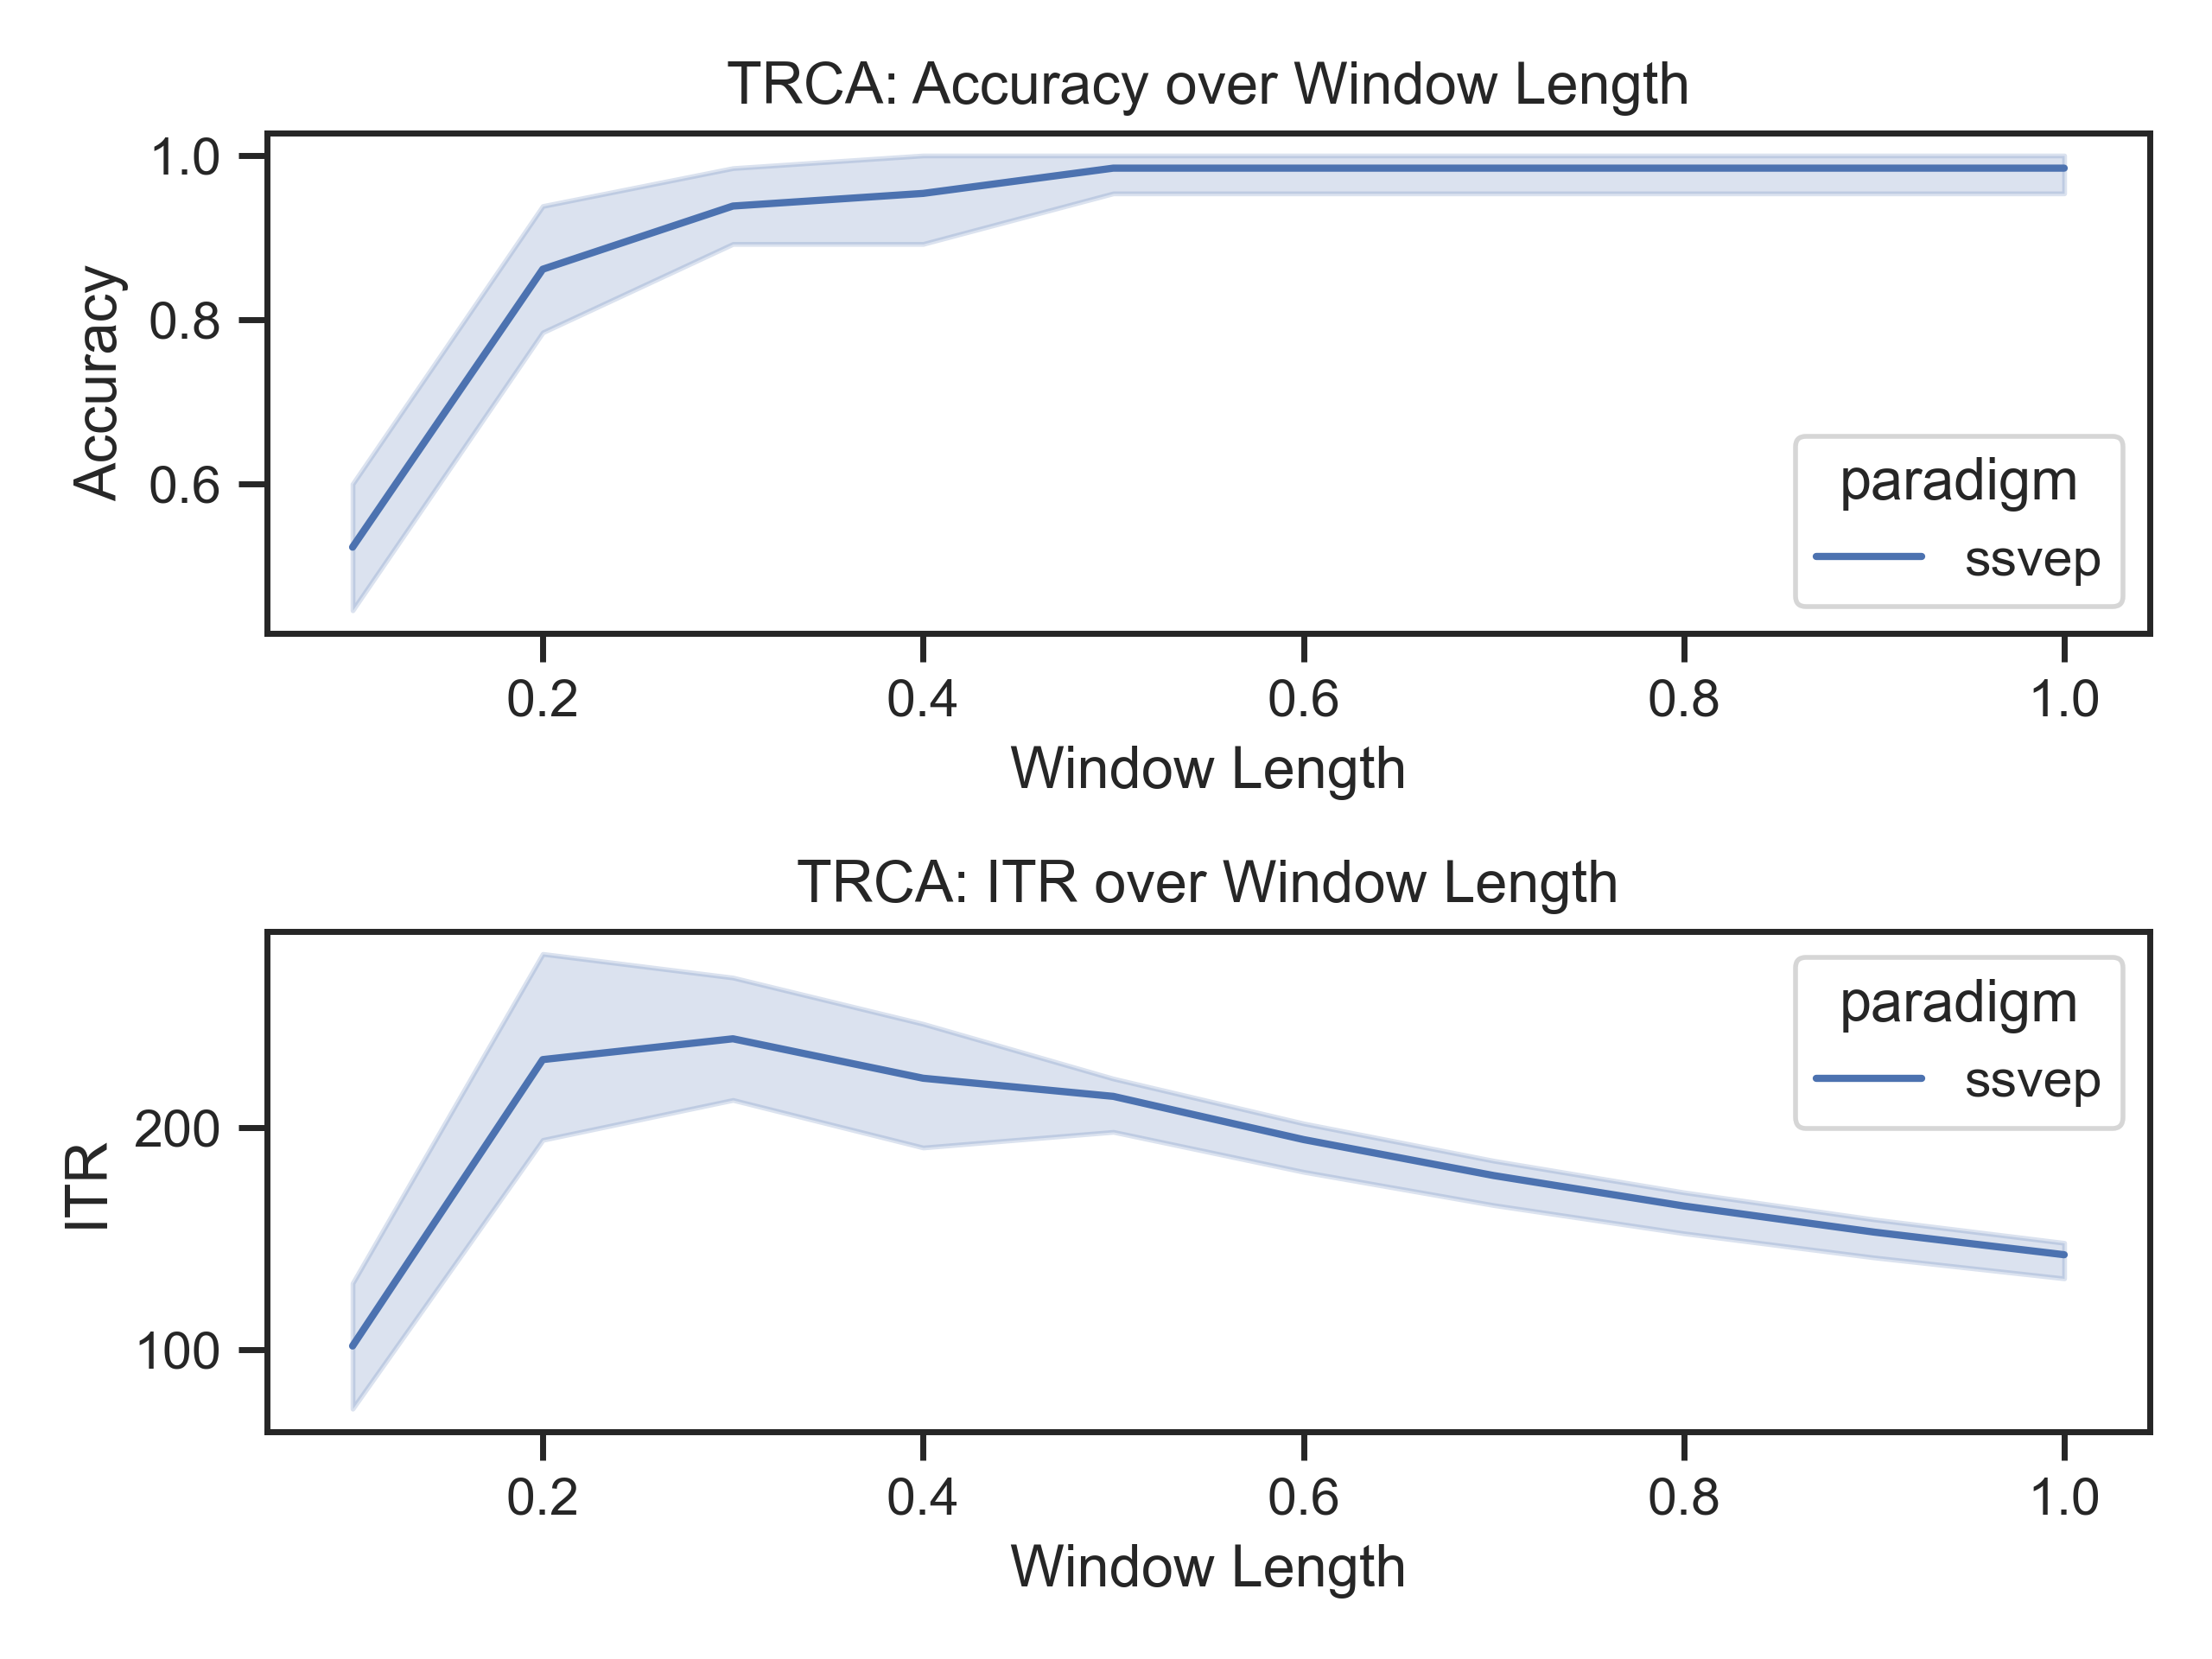 TRCA: Accuracy over Window Length
1.0
0.8
0.6
Accuracy
paradigm
ssvep
0.2 0.4 0.6 0.8 1.0
Window Length
TRCA: ITR over Window Length
200
100
ITR
paradigm
ssvep
0.2 0.4 0.6 0.8 1.0
Window Length